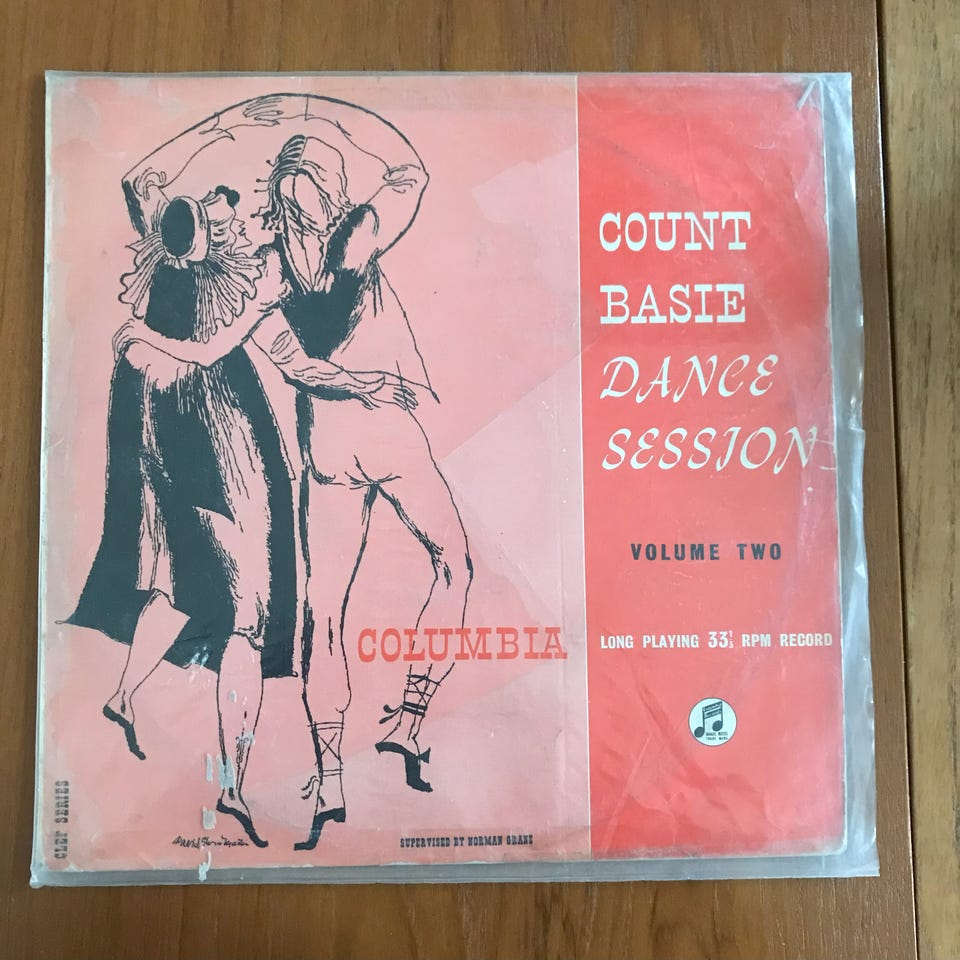 COUNT
BASIE
DANCE
SESSION
VOLUME TWO
LONG PLAYING 33⅓ RPM RECORD
COLUMBIA
CLEF SERIES
SUPERVISED BY NORMAN GRANZ